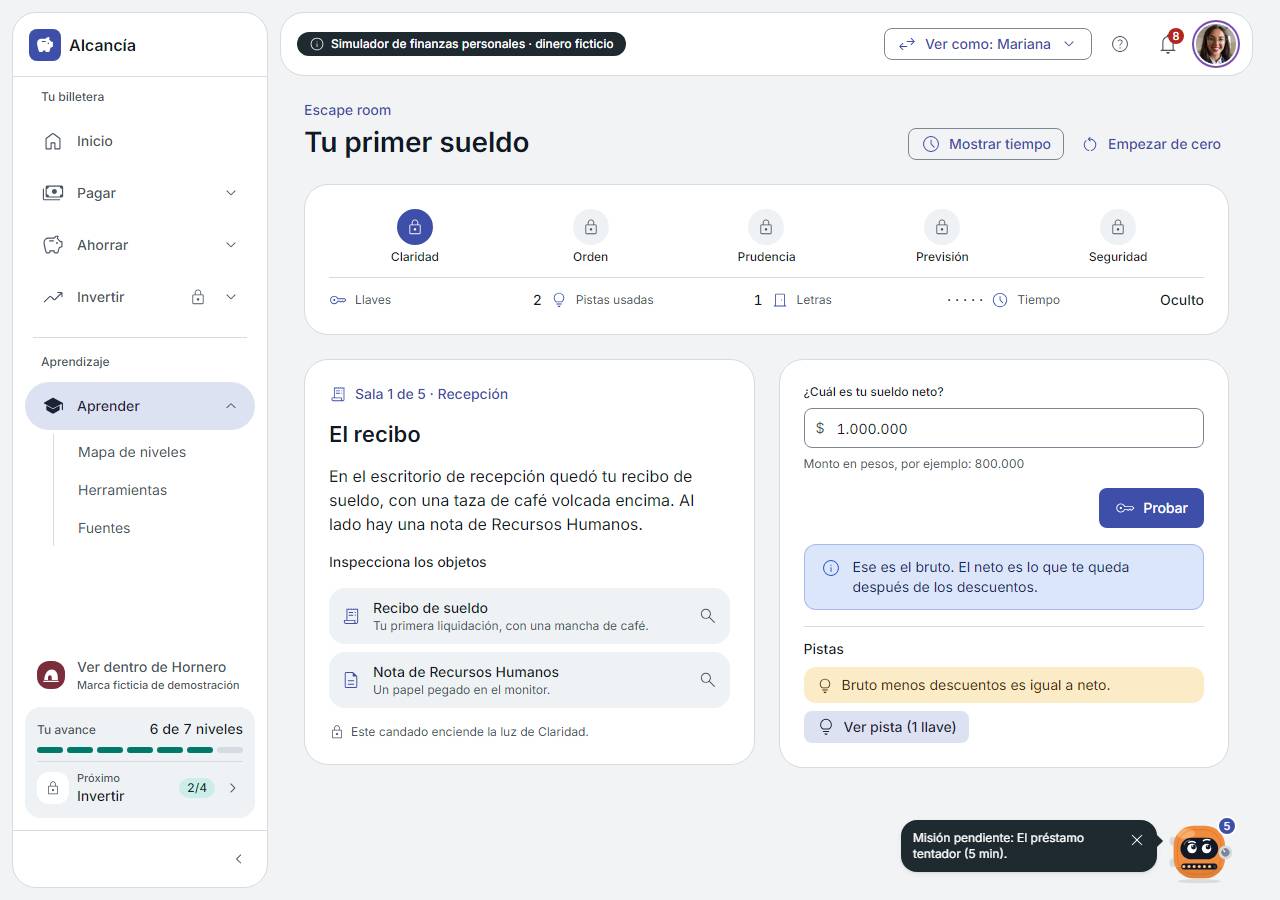 Alcancía
Simulador de finanzas personales · dinero ficticio
Ver como: Mariana
8
Tu billetera
Inicio
Pagar
Ahorrar
Invertir
Aprendizaje
Aprender
Mapa de niveles
Herramientas
Fuentes
Ver dentro de Hornero
Marca ficticia de demostración
Tu avance
6 de 7 niveles
Próximo
Invertir
2/4
Escape room
Tu primer sueldo
Mostrar tiempo
Empezar de cero
Claridad
Orden
Prudencia
Previsión
Seguridad
Llaves 2
Pistas usadas 1
Letras · · · · ·
Tiempo Oculto
Sala 1 de 5 · Recepción
El recibo
En el escritorio de recepción quedó tu recibo de
sueldo, con una taza de café volcada encima. Al
lado hay una nota de Recursos Humanos.
Inspecciona los objetos
Recibo de sueldo
Tu primera liquidación, con una mancha de café.
Nota de Recursos Humanos
Un papel pegado en el monitor.
Este candado enciende la luz de Claridad.
¿Cuál es tu sueldo neto?
$ 1.000.000
Monto en pesos, por ejemplo: 800.000
Probar
Ese es el bruto. El neto es lo que te queda
después de los descuentos.
Pistas
Bruto menos descuentos es igual a neto.
Ver pista (1 llave)
Misión pendiente: El préstamo
tentador (5 min).
5